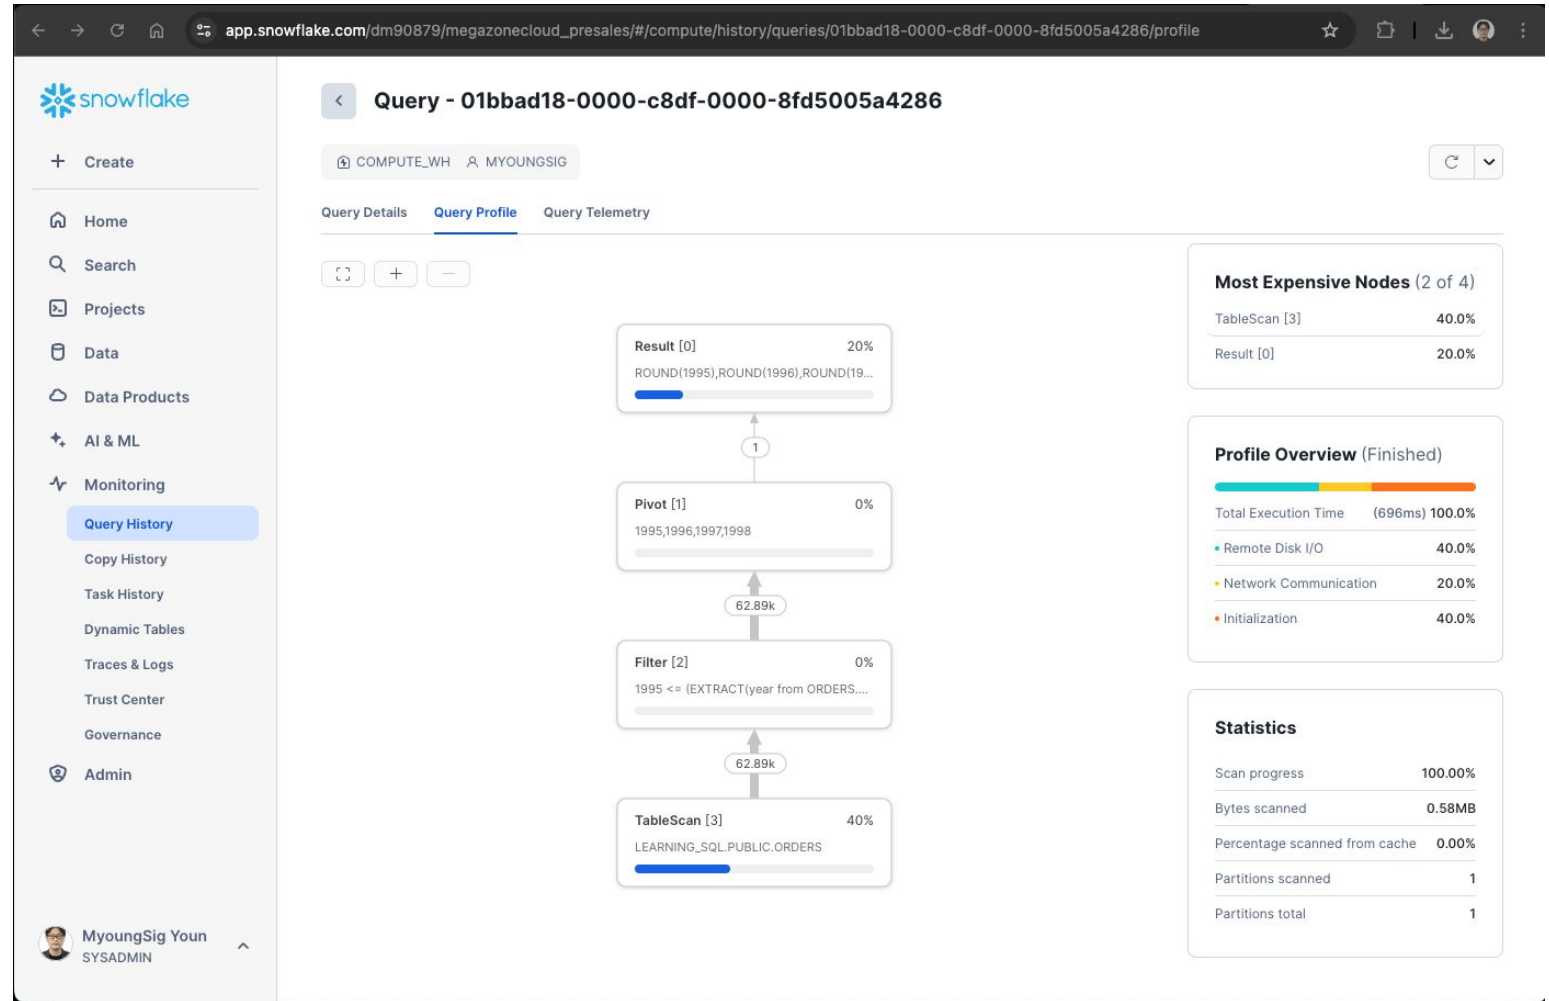 app.snowflake.com/dm90879/megazonecloud_presales/#/compute/history/queries/01bbad18-0000-c8df-0000-8fd5005a4286/profile
snowflake
Create
Home
Search
Projects
Data
Data Products
AI & ML
Monitoring
Query History
Copy History
Task History
Dynamic Tables
Traces & Logs
Trust Center
Governance
Admin
MyoungSig Youn
SYSADMIN
Query - 01bbad18-0000-c8df-0000-8fd5005a4286
COMPUTE_WH MYOUNGSIG
Query Details Query Profile Query Telemetry
Result [0] 20%
ROUND(1995),ROUND(1996),ROUND(19...
1
Pivot [1] 0%
1995,1996,1997,1998
62.89k
Filter [2] 0%
1995 <= (EXTRACT(year from ORDERS....
62.89k
TableScan [3] 40%
LEARNING_SQL.PUBLIC.ORDERS
Most Expensive Nodes (2 of 4)
TableScan [3] 40.0%
Result [0] 20.0%
Profile Overview (Finished)
Total Execution Time (696ms) 100.0%
Remote Disk I/O 40.0%
Network Communication 20.0%
Initialization 40.0%
Statistics
Scan progress 100.00%
Bytes scanned 0.58MB
Percentage scanned from cache 0.00%
Partitions scanned 1
Partitions total 1